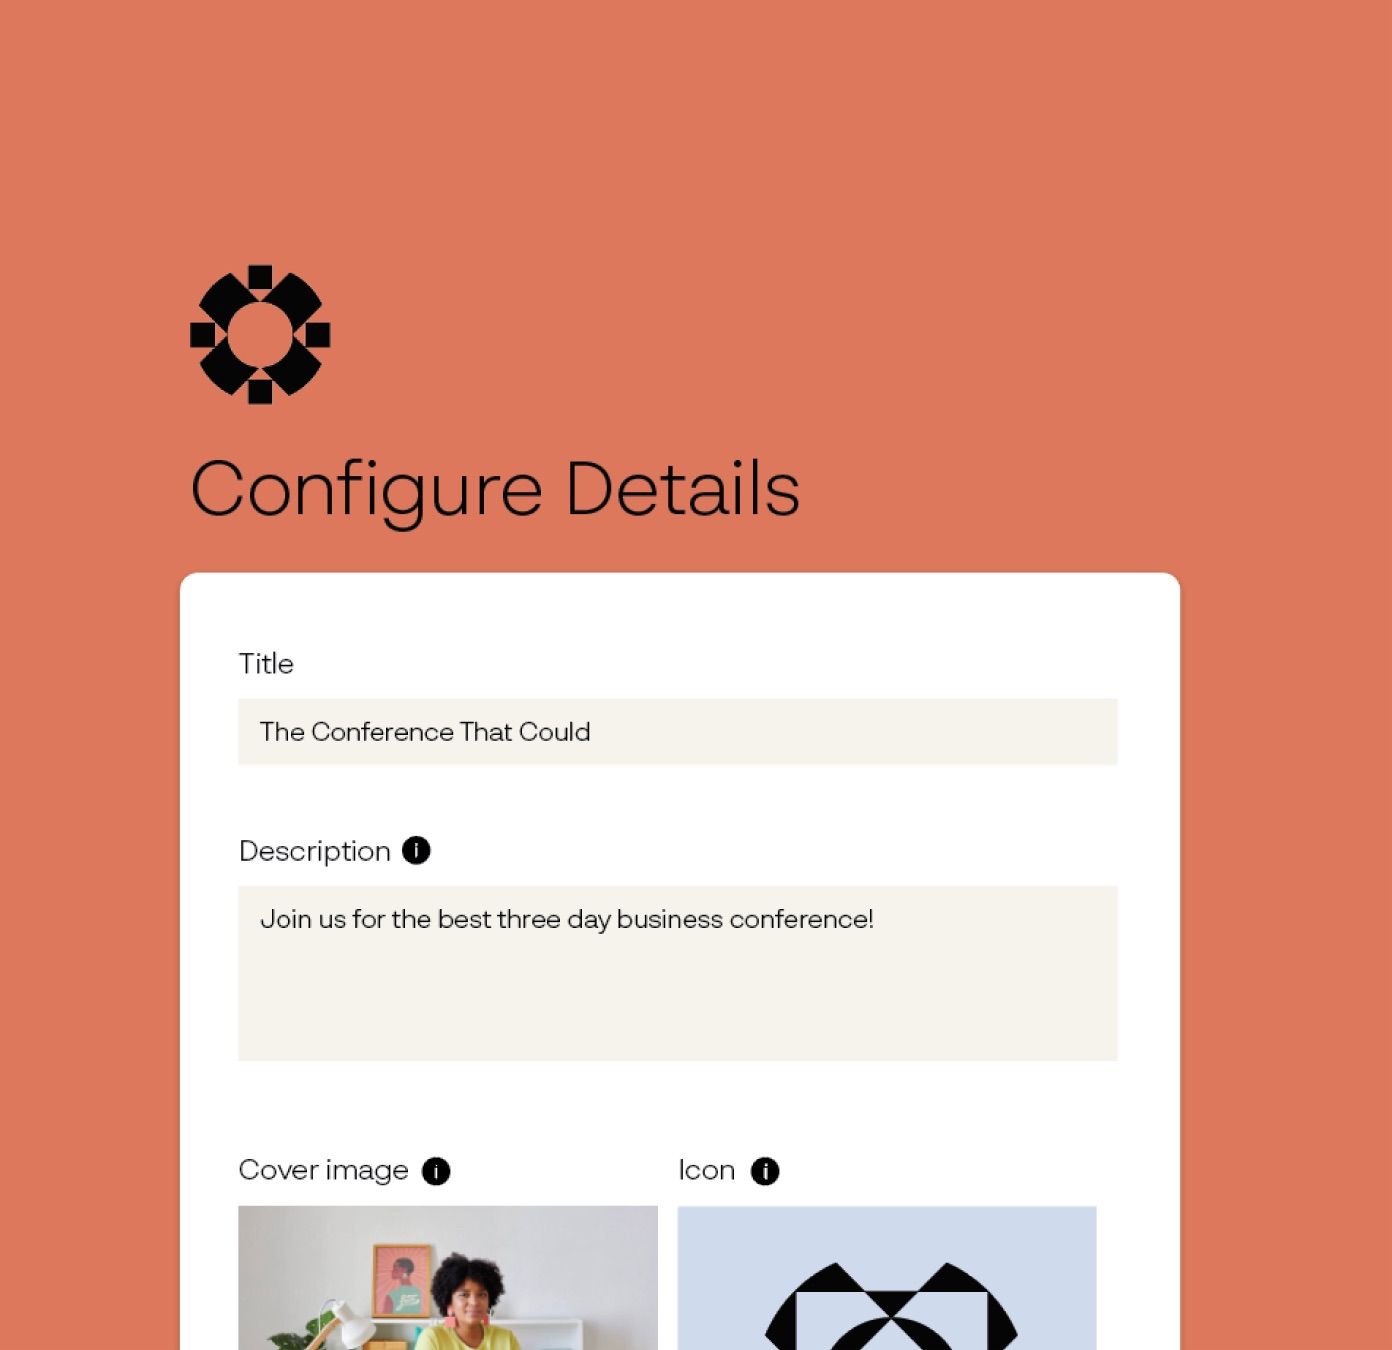 Configure Details
Title
The Conference That Could
Description i
Join us for the best three day business conference!
Cover image i
Icon i